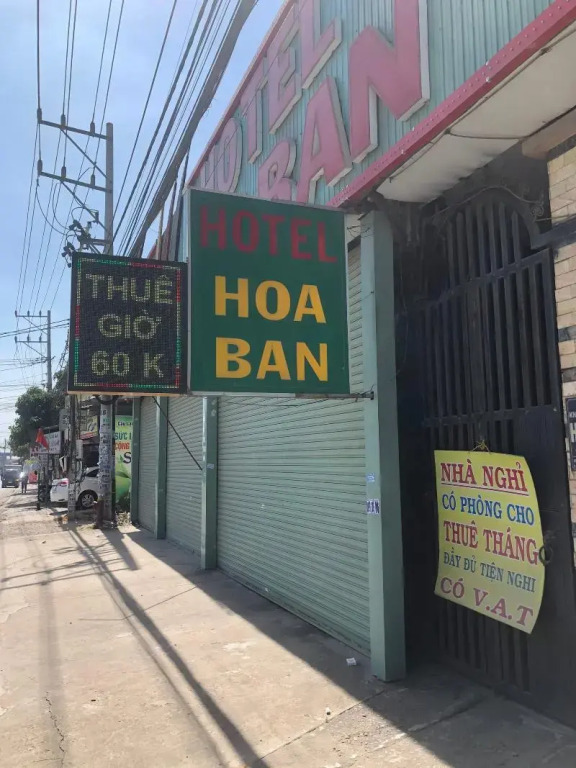 HOTEL
BAN
HOTEL
HOA
BAN
THUÊ
GIỜ
60 K
NHÀ NGHỈ
CÓ PHÒNG CHO
THUÊ THÁNG
ĐẦY ĐỦ TIỆN NGHI
CÓ V.A.T